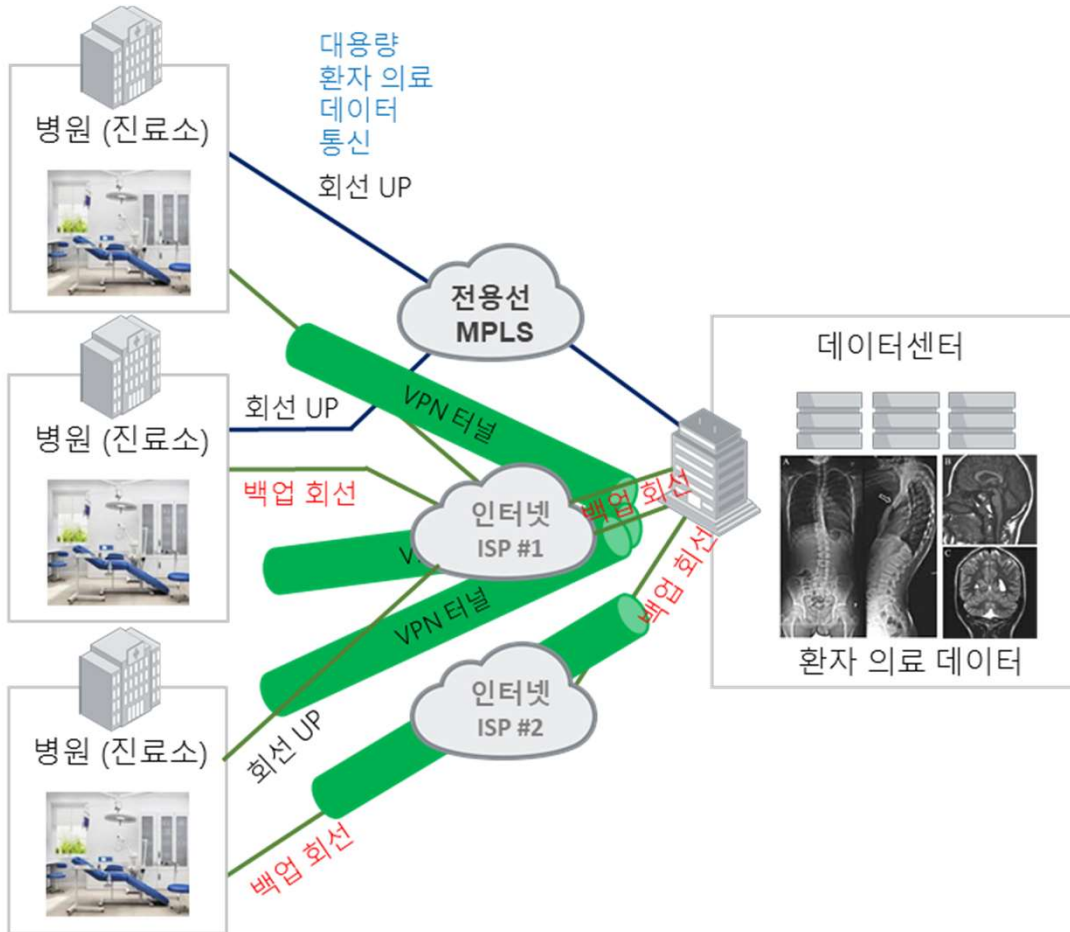 대용량
환자 의료
데이터
통신
회선 UP
병원 (진료소)
전용선
MPLS
데이터센터
VPN 터널
회선 UP
병원 (진료소)
백업 회선
인터넷
ISP #1
백업 회선
백업 회선
VPN 터널
A
B
C
환자 의료 데이터
인터넷
ISP #2
병원 (진료소)
회선 UP
백업 회선